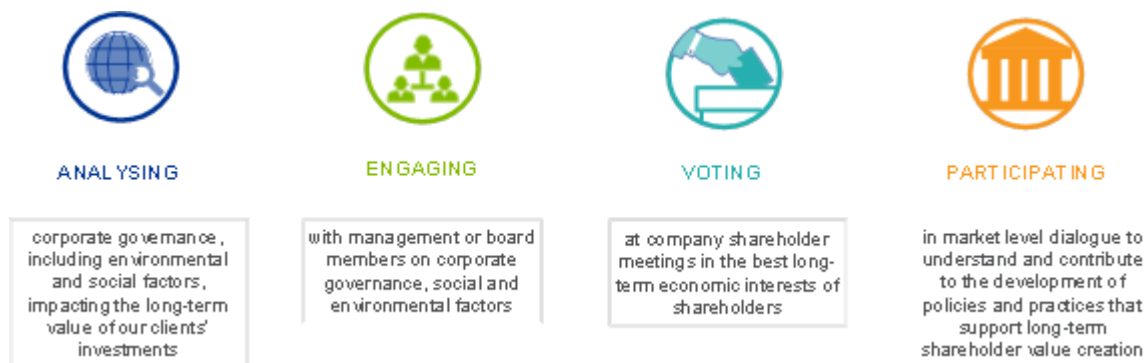 ANALYSING
corporate governance,
including environmental
and social factors,
impacting the long-term
value of our clients'
investments
ENGAGING
with management or board
members on corporate
governance, social and
environmental factors
VOTING
at company shareholder
meetings in the best long-
term economic interests of
shareholders
PARTICIPATING
in market level dialogue to
understand and contribute
to the development of
policies and practices that
support long-term
shareholder value creation